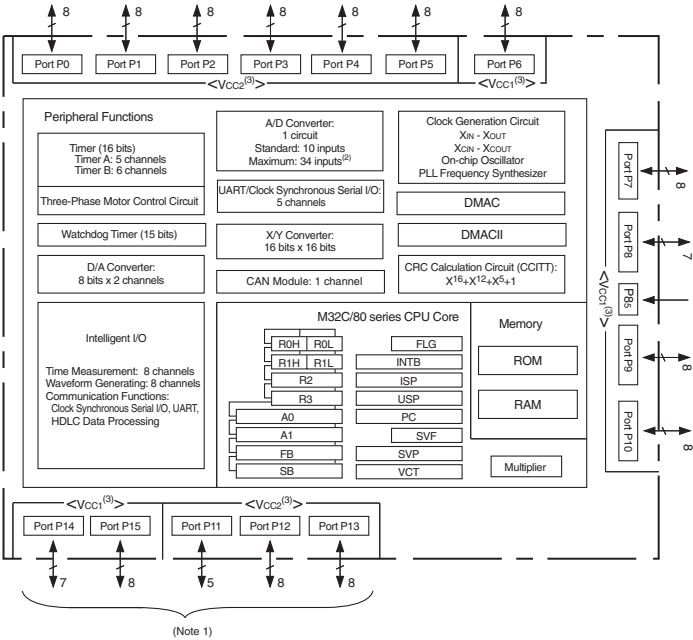 8 8 8 8 8 8 8
Port P0 Port P1 Port P2 Port P3 Port P4 Port P5 Port P6
<VCC2(3)> <VCC1(3)>
Peripheral Functions
Timer (16 bits)
Timer A: 5 channels
Timer B: 6 channels
Three-Phase Motor Control Circuit
Watchdog Timer (15 bits)
D/A Converter:
8 bits x 2 channels
Intelligent I/O
Time Measurement: 8 channels
Waveform Generating: 8 channels
Communication Functions:
Clock Synchronous Serial I/O, UART,
HDLC Data Processing
A/D Converter:
1 circuit
Standard: 10 inputs
Maximum: 34 inputs(2)
UART/Clock Synchronous Serial I/O:
5 channels
X/Y Converter:
16 bits x 16 bits
CAN Module: 1 channel
Clock Generation Circuit
XIN - XOUT
XCIN - XCOUT
On-chip Oscillator
PLL Frequency Synthesizer
DMAC
DMACII
CRC Calculation Circuit (CCITT):
X16+X12+X5+1
M32C/80 series CPU Core
R0H R0L
R1H R1L
R2
R3
A0
A1
FB
SB
FLG
INTB
ISP
USP
PC
SVF
SVP
VCT
Memory
ROM
RAM
Multiplier
<VCC1(3)>
Port P7 8
Port P8 7
P85
Port P9 8
Port P10 8
<VCC1(3)> <VCC2(3)>
Port P14 Port P15 Port P11 Port P12 Port P13
7 8 5 8 8
(Note 1)